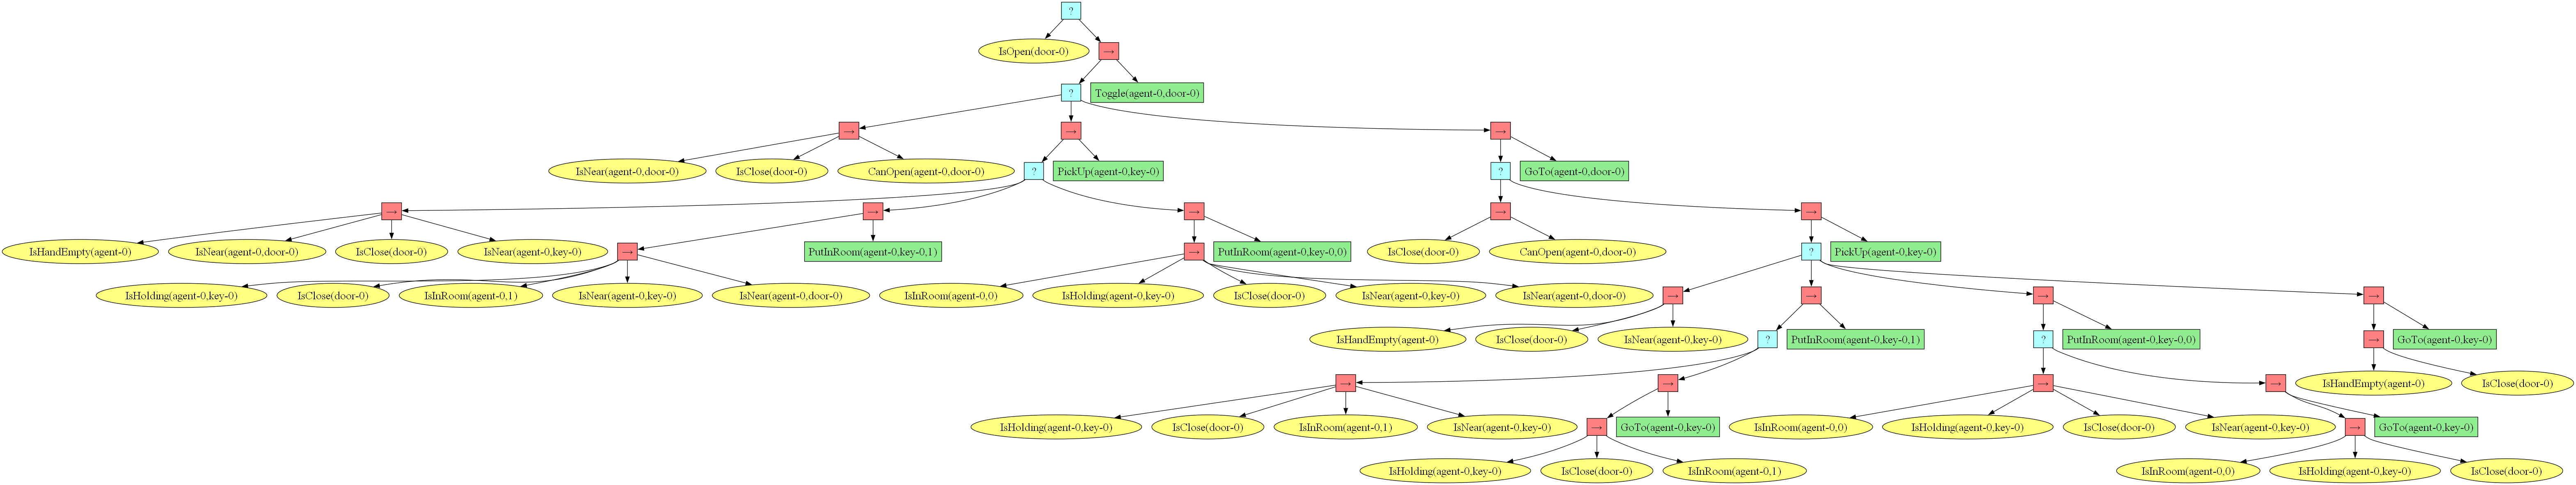 ?
IsOpen(door-0)
→
?
Toggle(agent-0,door-0)
→
→
→
IsNear(agent-0,door-0)
IsClose(door-0)
CanOpen(agent-0,door-0)
?
PickUp(agent-0,key-0)
?
GoTo(agent-0,door-0)
→
→
→
→
→
IsHandEmpty(agent-0)
IsNear(agent-0,door-0)
IsClose(door-0)
IsNear(agent-0,key-0)
→
PutInRoom(agent-0,key-0,1)
→
PutInRoom(agent-0,key-0,0)
IsClose(door-0)
CanOpen(agent-0,door-0)
?
PickUp(agent-0,key-0)
IsHolding(agent-0,key-0)
IsClose(door-0)
IsInRoom(agent-0,1)
IsNear(agent-0,key-0)
IsNear(agent-0,door-0)
IsInRoom(agent-0,0)
IsHolding(agent-0,key-0)
IsClose(door-0)
IsNear(agent-0,key-0)
IsNear(agent-0,door-0)
→
→
→
→
IsHandEmpty(agent-0)
IsClose(door-0)
IsNear(agent-0,key-0)
?
PutInRoom(agent-0,key-0,1)
?
PutInRoom(agent-0,key-0,0)
→
GoTo(agent-0,key-0)
→
→
→
→
IsHandEmpty(agent-0)
IsClose(door-0)
IsHolding(agent-0,key-0)
IsClose(door-0)
IsInRoom(agent-0,1)
IsNear(agent-0,key-0)
→
GoTo(agent-0,key-0)
IsInRoom(agent-0,0)
IsHolding(agent-0,key-0)
IsClose(door-0)
IsNear(agent-0,key-0)
→
GoTo(agent-0,key-0)
IsHolding(agent-0,key-0)
IsClose(door-0)
IsInRoom(agent-0,1)
IsInRoom(agent-0,0)
IsHolding(agent-0,key-0)
IsClose(door-0)